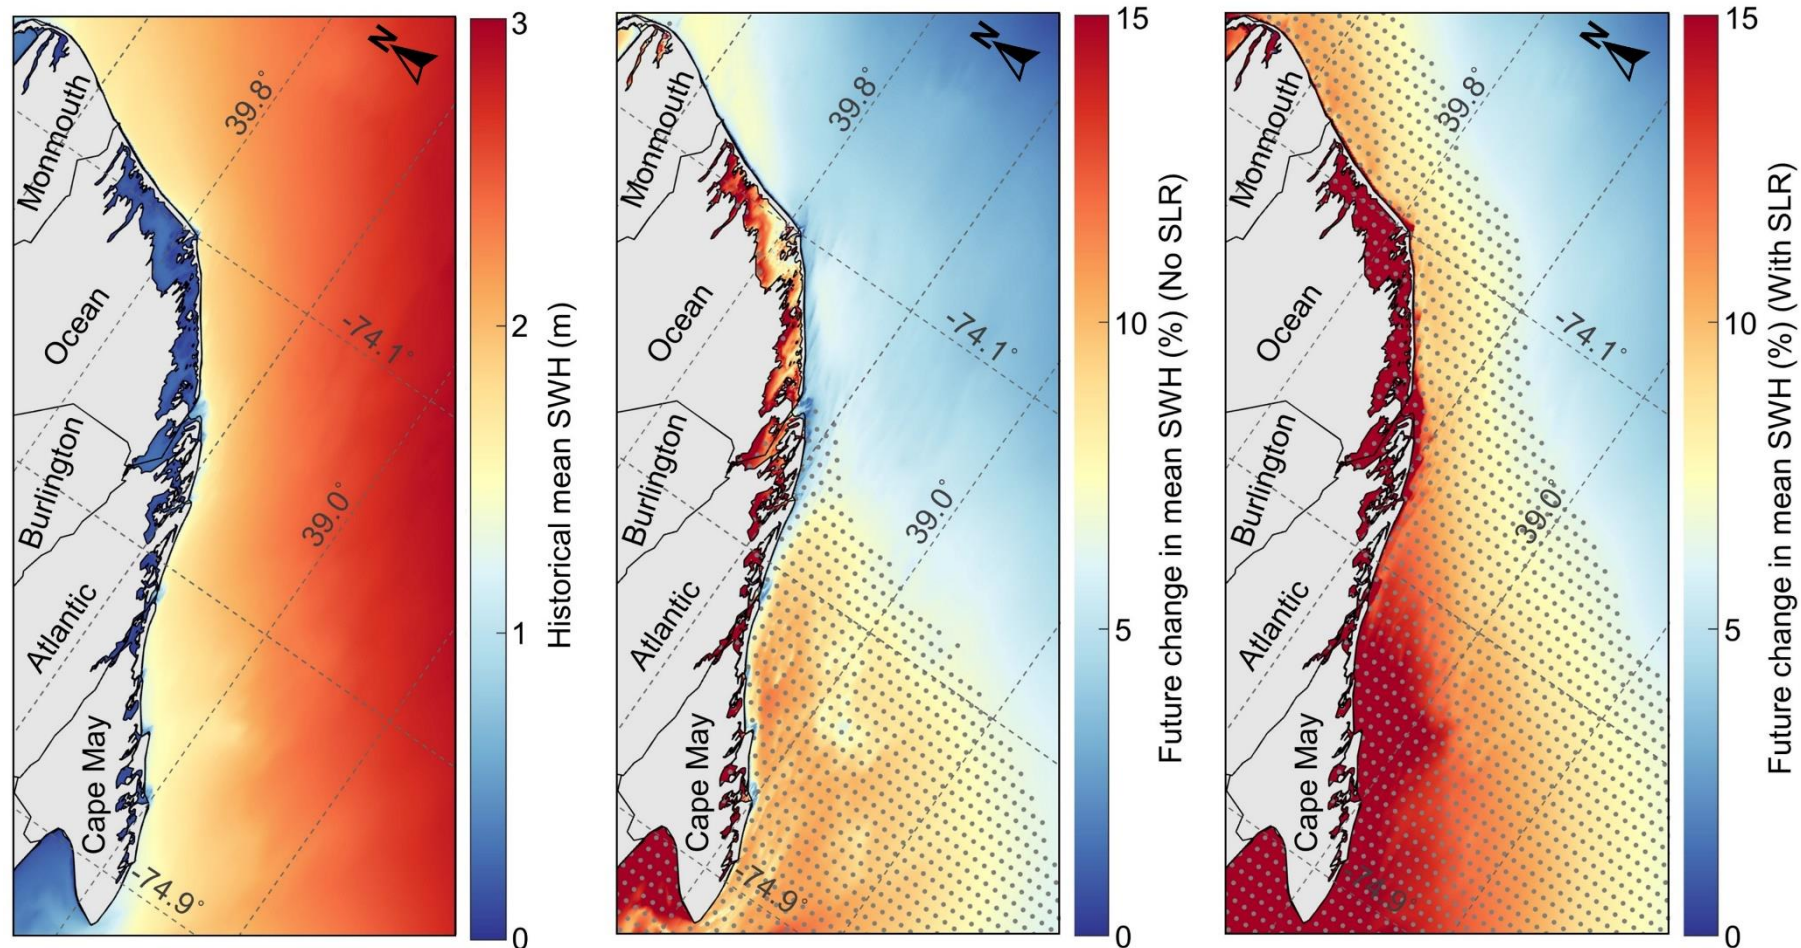 N
Monmouth
Ocean
Burlington
Atlantic
Cape May
39.8°
-74.1°
39.0°
-74.9°
3
2
1
0
Historical mean SWH (m)
N
Monmouth
Ocean
Burlington
Atlantic
Cape May
39.8°
-74.1°
39.0°
-74.9°
15
10
5
0
Future change in mean SWH (%) (No SLR)
N
Monmouth
Ocean
Burlington
Atlantic
Cape May
39.8°
-74.1°
39.0°
-74.9°
15
10
5
0
Future change in mean SWH (%) (With SLR)